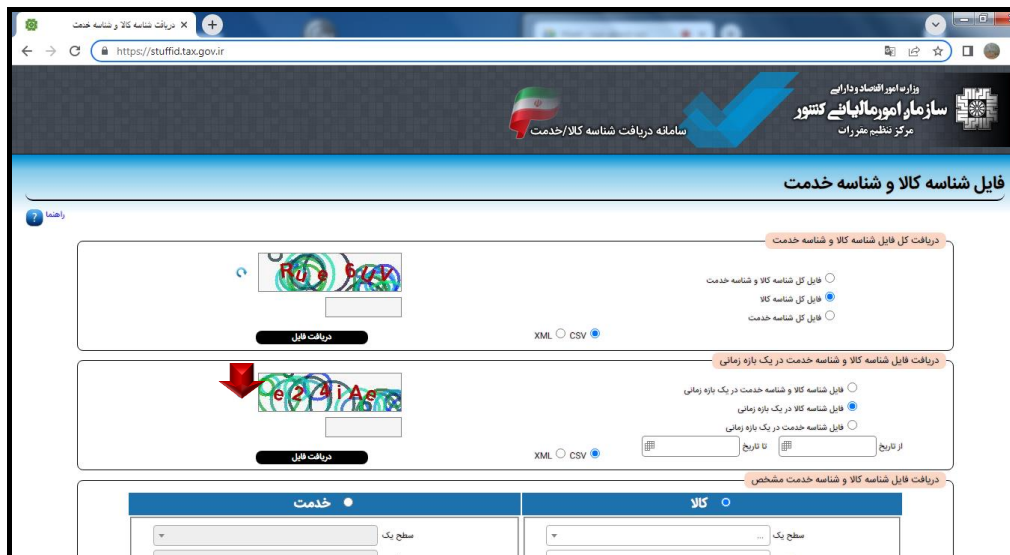 دریافت شناسه کالا و شناسه خدمت
https://stuffid.tax.gov.ir
وزارت امور اقتصاد و دارایی
سازمان امور مالیاتی کشور
مرکز تنظیم مقررات
سامانه دریافت شناسه کالا/خدمت
فایل شناسه کالا و شناسه خدمت
راهنما ?
دریافت کل فایل شناسه کالا و شناسه خدمت
فایل کل شناسه کالا و شناسه خدمت
فایل کل شناسه کالا
فایل کل شناسه خدمت
Rue6UV
CSV XML
دریافت فایل
دریافت فایل شناسه کالا و شناسه خدمت در یک بازه زمانی
فایل شناسه کالا و شناسه خدمت در یک بازه زمانی
فایل شناسه کالا در یک بازه زمانی
فایل شناسه خدمت در یک بازه زمانی
از تاریخ تا تاریخ
e24iAe
CSV XML
دریافت فایل
دریافت فایل شناسه کالا و شناسه خدمت مشخص
کالا خدمت
سطح یک ... سطح یک